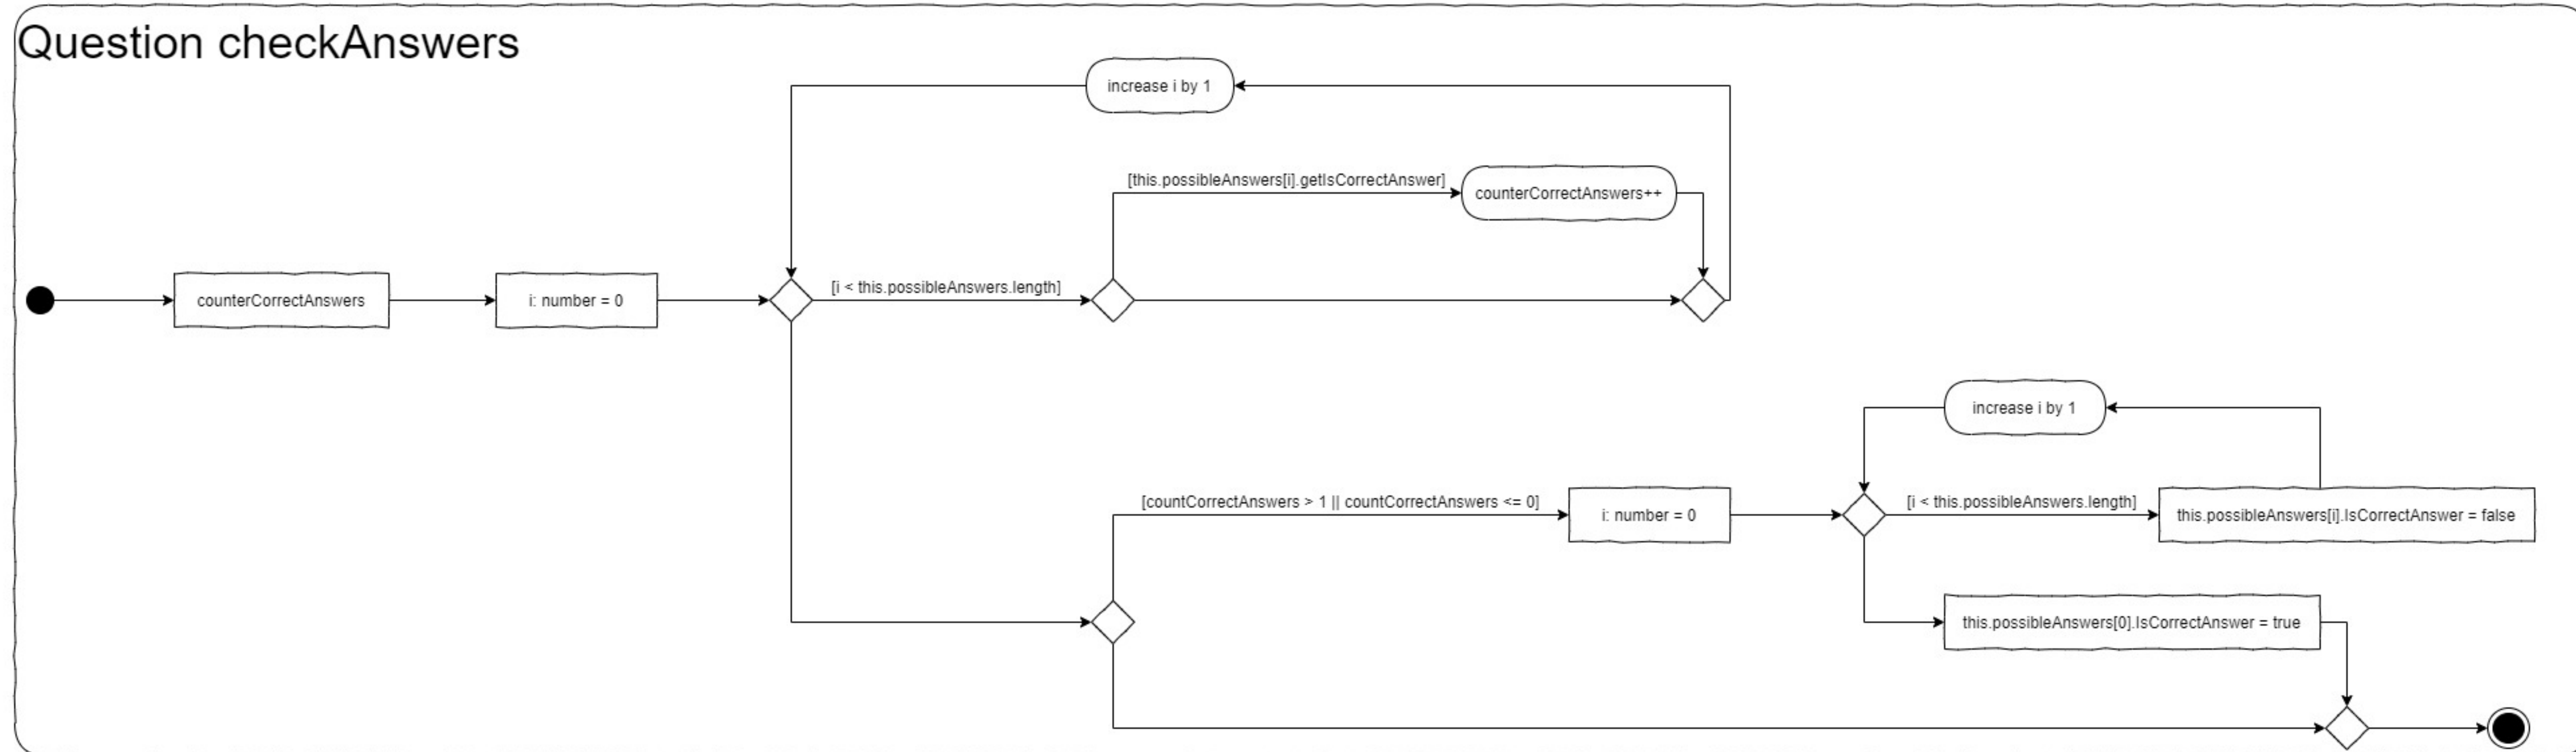 Question checkAnswers
increase i by 1
[this.possibleAnswers[i].getIsCorrectAnswer]
counterCorrectAnswers++
counterCorrectAnswers
i: number = 0
[i < this.possibleAnswers.length]
increase i by 1
[countCorrectAnswers > 1 || countCorrectAnswers <= 0]
i: number = 0
[i < this.possibleAnswers.length]
this.possibleAnswers[i].IsCorrectAnswer = false
this.possibleAnswers[0].IsCorrectAnswer = true